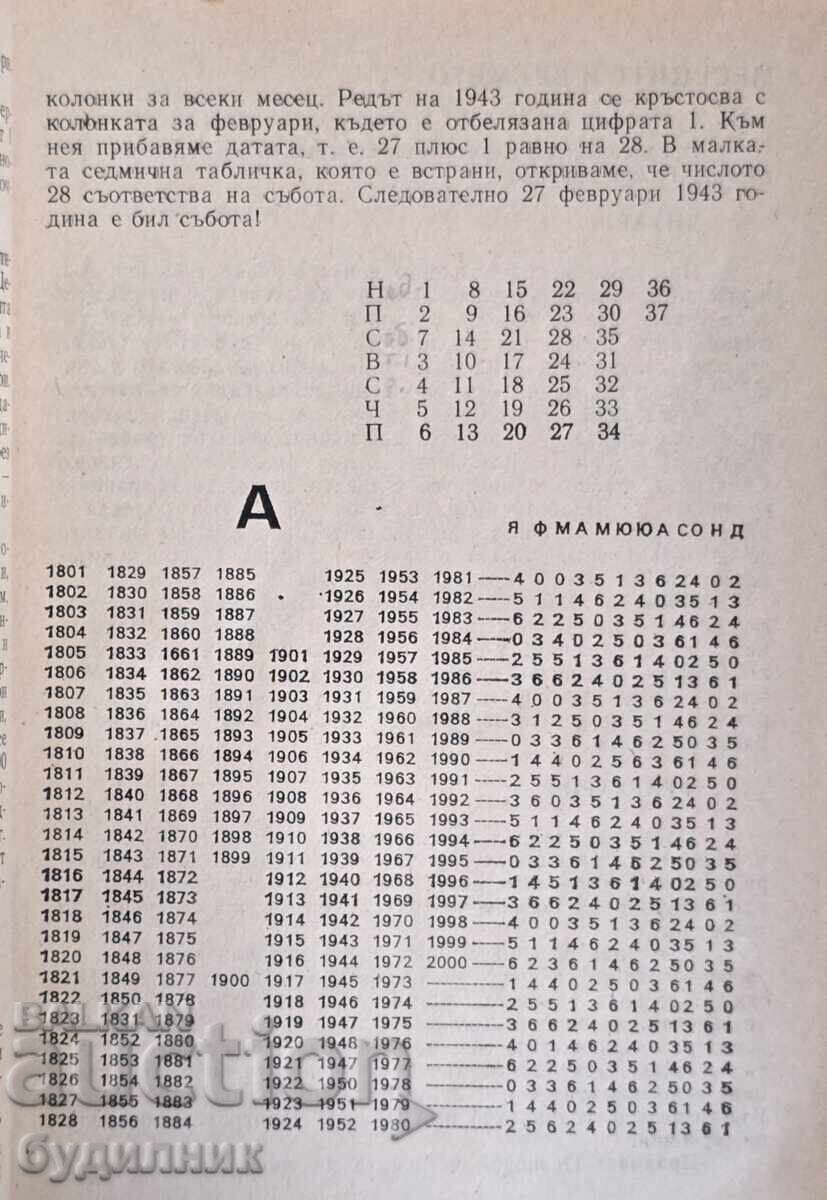 колонки за всеки месец. Редът на 1943 година се кръстосва с
колонката за февруари, където е отбелязана цифрата 1. Към
нея прибавяме датата, т. е. 27 плюс 1 равно на 28. В малка-
та седмична табличка, която е встрани, откриваме, че числото
28 съответства на събота. Следователно 27 февруари 1943 го-
дина е бил събота!
Н 1 8 15 22 29 36
П 2 9 16 23 30 37
С 7 14 21 28 35
В 3 10 17 24 31
С 4 11 18 25 32
Ч 5 12 19 26 33
П 6 13 20 27 34
А
Я Ф М А М Ю Ю А С О Н Д
1801 1829 1857 1885 1925 1953 1981 4 0 0 3 5 1 3 6 2 4 0 2
1802 1830 1858 1886 1926 1954 1982 5 1 1 4 6 2 4 0 3 5 1 3
1803 1831 1859 1887 1927 1955 1983 6 2 2 5 0 3 5 1 4 6 2 4
1804 1832 1860 1888 1928 1956 1984 0 3 4 0 2 5 0 3 6 1 4 6
1805 1833 1661 1889 1901 1929 1957 1985 2 5 5 1 3 6 1 4 0 2 5 0
1806 1834 1862 1890 1902 1930 1958 1986 3 6 6 2 4 0 2 5 1 3 6 1
1807 1835 1863 1891 1903 1931 1959 1987 4 0 0 3 5 1 3 6 2 4 0 2
1808 1836 1864 1892 1904 1932 1960 1988 3 1 2 5 0 3 5 1 4 6 2 4
1809 1837 1865 1893 1905 1933 1961 1989 0 3 3 6 1 4 6 2 5 0 3 5
1810 1838 1866 1894 1906 1934 1962 1990 1 4 4 0 2 5 6 3 6 1 4 6
1811 1839 1867 1895 1907 1935 1963 1991 2 5 5 1 3 6 1 4 0 2 5 0
1812 1840 1868 1896 1908 1936 1964 1992 3 6 0 3 5 1 3 6 2 4 0 2
1813 1841 1869 1897 1909 1937 1965 1993 5 1 1 4 6 2 4 0 3 5 1 3
1814 1842 1870 1898 1910 1938 1966 1994 6 2 2 5 0 3 5 1 4 6 2 4
1815 1843 1871 1899 1911 1939 1967 1995 0 3 3 6 1 4 6 2 5 0 3 5
1816 1844 1872 1912 1940 1968 1996 1 4 5 1 3 6 1 4 0 2 5 0
1817 1845 1873 1913 1941 1969 1997 3 6 6 2 4 0 2 5 1 3 6 1
1818 1846 1874 1914 1942 1970 1998 4 0 0 3 5 1 3 6 2 4 0 2
1819 1847 1875 1915 1943 1971 1999 5 1 1 4 6 2 4 0 3 5 1 3
1820 1848 1876 1916 1944 1972 2000 6 2 3 6 1 4 6 2 5 0 3 5
1821 1849 1877 1900 1917 1945 1973 1 4 4 0 2 5 0 3 6 1 4 6
1822 1850 1878 1918 1946 1974 2 5 5 1 3 6 1 4 0 2 5 0
1823 1831 1879 1919 1947 1975 3 6 6 2 4 0 2 5 1 3 6 1
1824 1852 1880 1920 1948 1976 4 0 1 4 6 2 4 0 3 5 1 3
1825 1853 1881 1921 1947 1977 6 2 2 5 0 3 5 1 4 6 2 4
1826 1854 1882 1922 1950 1978 0 3 3 6 1 4 6 2 5 0 3 5
1827 1855 1883 1923 1951 1979 1 4 4 0 2 5 0 3 6 1 4 6
1828 1856 1884 1924 1952 1980 2 5 6 2 4 0 2 5 1 3 6 1
будилник